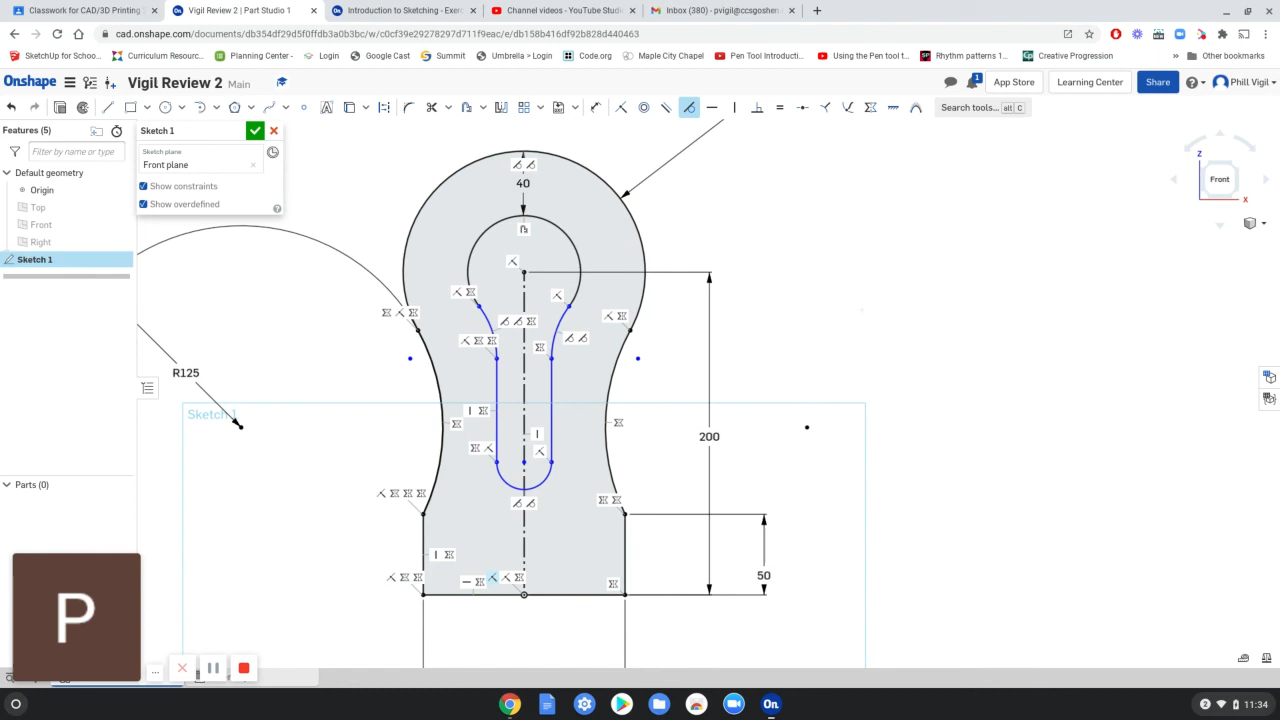 Classwork for CAD/3D Printing
Vigil Review 2 | Part Studio 1
Introduction to Sketching - Exerc
Channel videos - YouTube Studi
Inbox (380) - pvigil@ccsgoshen
cad.onshape.com/documents/db354df29d5f0ffdb3a0b3bc/w/c0cf39e29278297d711f9eac/e/db158b416df92b828d440463
SketchUp for Schoo...
Curriculum Resourc...
Planning Center -
Login
Google Cast
Summit
Umbrella > Login
Code.org
Maple City Chapel
Pen Tool Introducti...
Using the Pen tool t...
Rhythm patterns 1...
Creative Progression
»
Other bookmarks
Onshape
Vigil Review 2 Main
1
App Store
Learning Center
Share
Phill Vigil
Search tools... alt C
Features (5)
Filter by name or type
Default geometry
Origin
Top
Front
Right
Sketch 1
Parts (0)
Sketch 1
Sketch plane
Front plane
Show constraints
Show overdefined
Z
Front
X
40
R125
Sketch 1
200
50
P
...
On
2
11:34